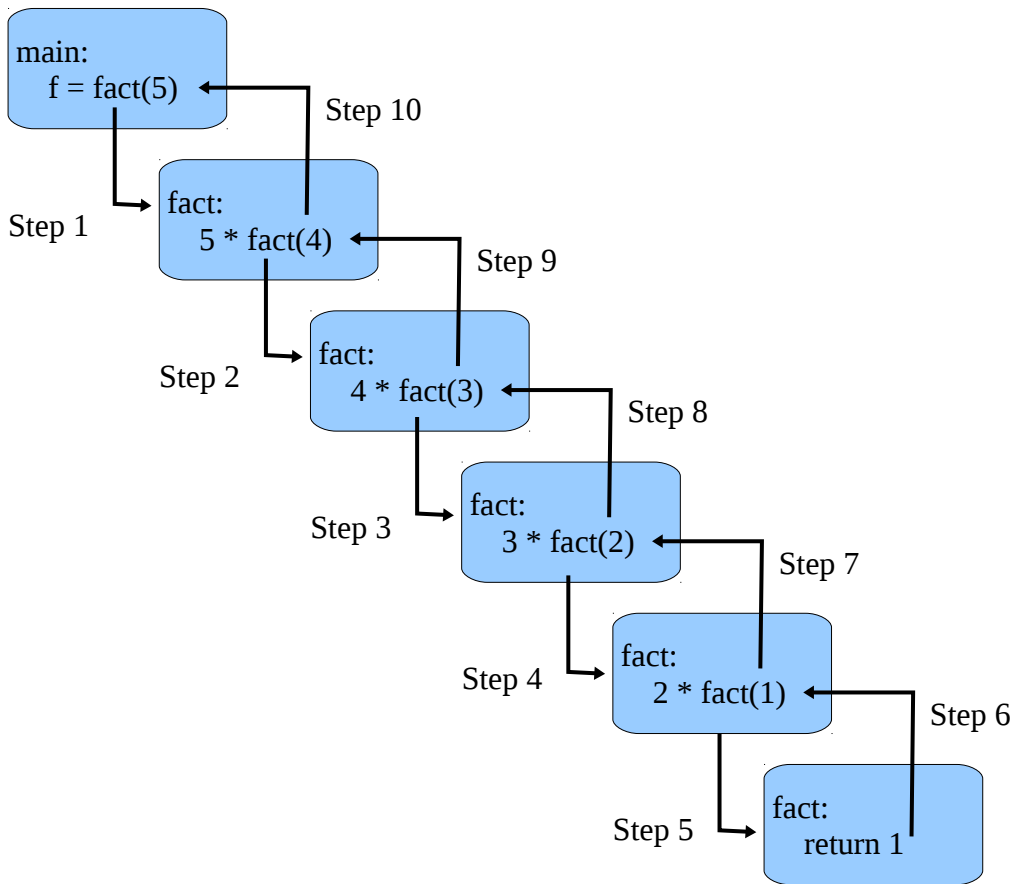 main:
f = fact(5)
Step 10
Step 1
fact:
5 * fact(4)
Step 9
Step 2
fact:
4 * fact(3)
Step 8
Step 3
fact:
3 * fact(2)
Step 7
Step 4
fact:
2 * fact(1)
Step 6
Step 5
fact:
return 1